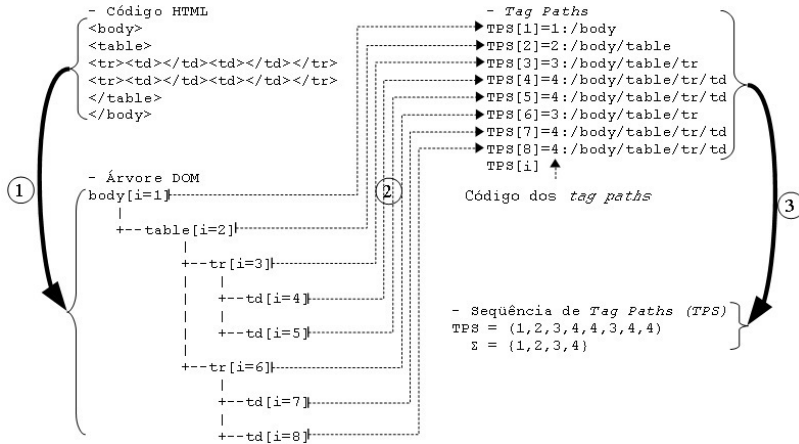 - Código HTML
<body>
<table>
<tr><td></td><td></td></tr>
<tr><td></td><td></td></tr>
</table>
</body>
- Tag Paths
TPS[1]=1:/body
TPS[2]=2:/body/table
TPS[3]=3:/body/table/tr
TPS[4]=4:/body/table/tr/td
TPS[5]=4:/body/table/tr/td
TPS[6]=3:/body/table/tr
TPS[7]=4:/body/table/tr/td
TPS[8]=4:/body/table/tr/td
TPS[i]
Código dos tag paths
1
2
3
- Árvore DOM
body[i=1]
+--table[i=2]
+--tr[i=3]
+--td[i=4]
+--td[i=5]
+--tr[i=6]
+--td[i=7]
+--td[i=8]
- Seqüência de Tag Paths (TPS)
TPS = (1,2,3,4,4,3,4,4)
Σ = {1,2,3,4}